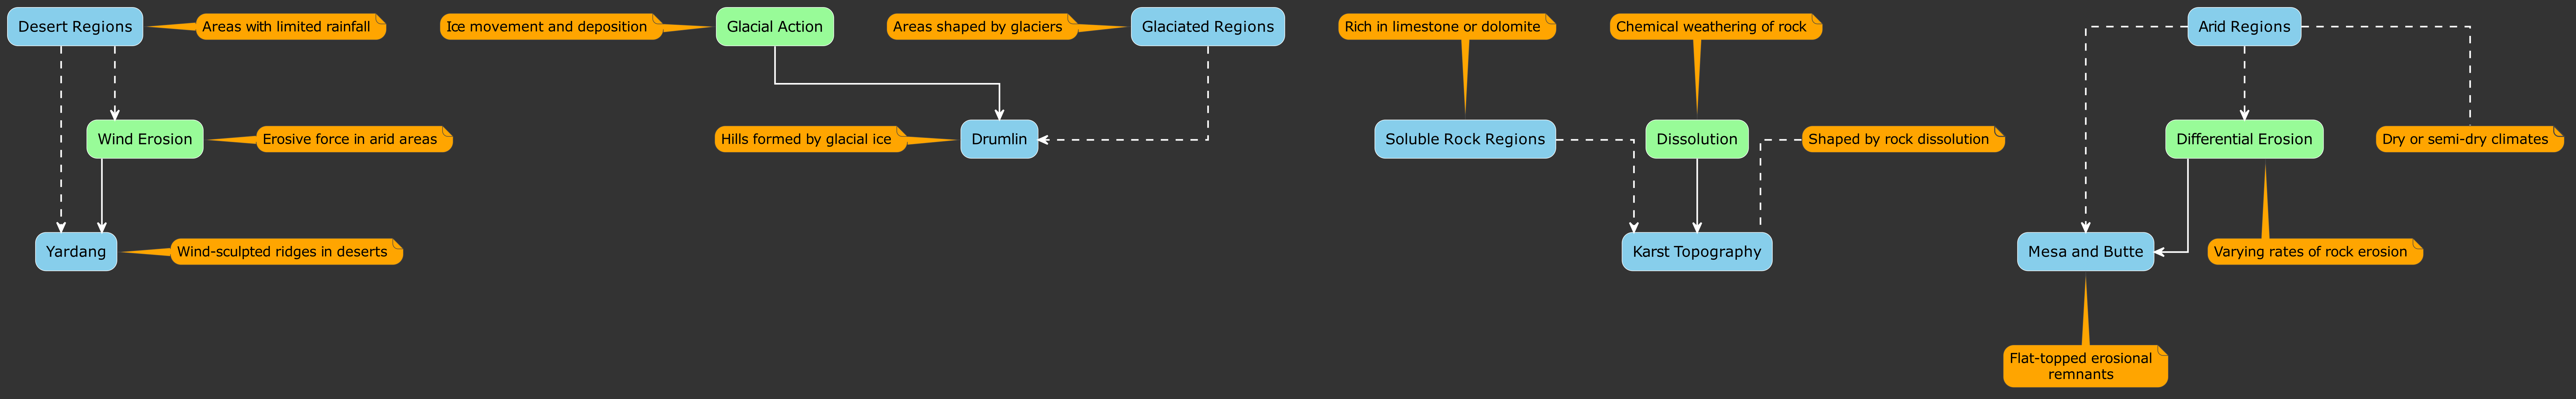 Desert Regions
Areas with limited rainfall
Ice movement and deposition
Glacial Action
Areas shaped by glaciers
Glaciated Regions
Rich in limestone or dolomite
Chemical weathering of rock
Arid Regions
Wind Erosion
Erosive force in arid areas
Hills formed by glacial ice
Drumlin
Soluble Rock Regions
Dissolution
Shaped by rock dissolution
Differential Erosion
Dry or semi-dry climates
Yardang
Wind-sculpted ridges in deserts
Karst Topography
Mesa and Butte
Varying rates of rock erosion
Flat-topped erosional
remnants